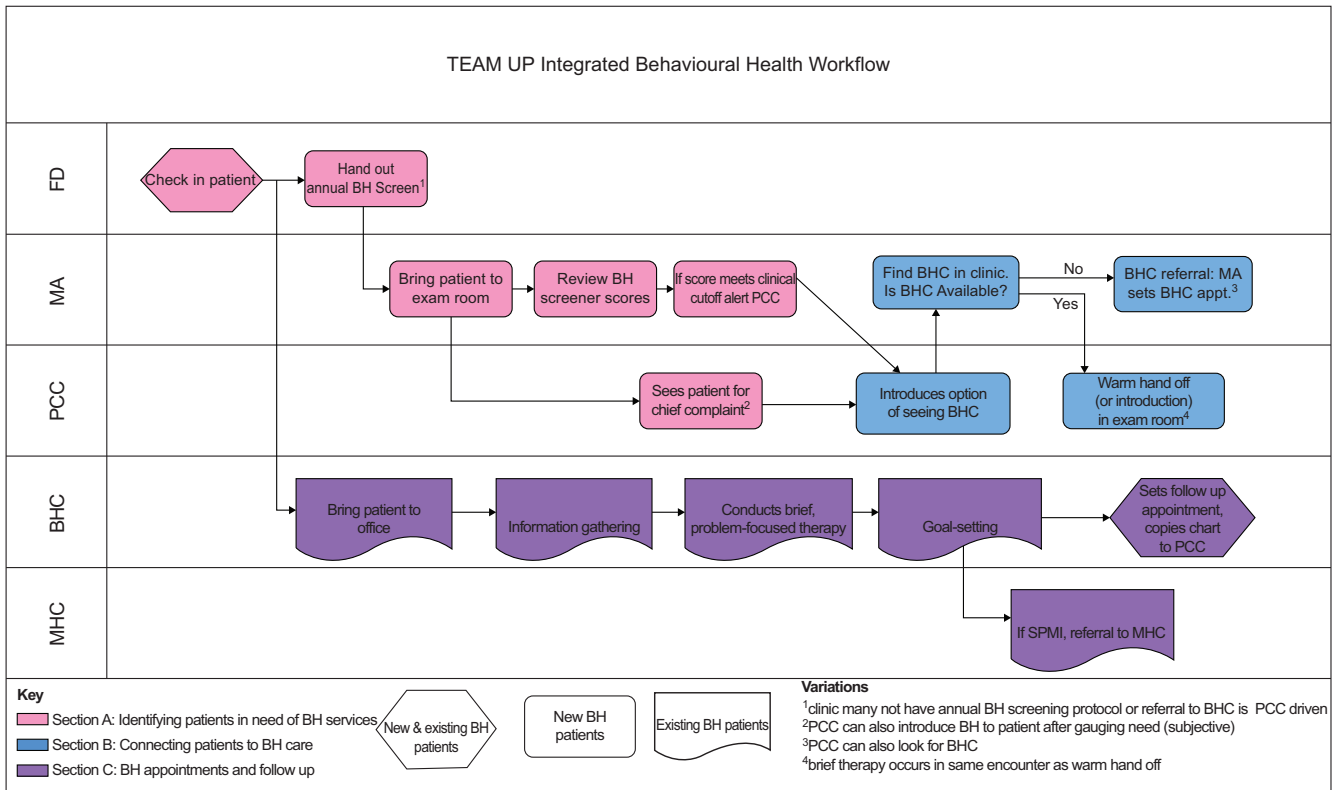 TEAM UP Integrated Behavioural Health Workflow
FD
Check in patient
Hand out
annual BH Screen1
MA
Bring patient to
exam room
Review BH
screener scores
If score meets clinical
cutoff alert PCC
Find BHC in clinic.
Is BHC Available?
No
Yes
BHC referral: MA
sets BHC appt.3
PCC
Sees patient for
chief complaint2
Introduces option
of seeing BHC
Warm hand off
(or introduction)
in exam room4
BHC
Bring patient to
office
Information gathering
Conducts brief,
problem-focused therapy
Goal-setting
Sets follow up
appointment,
copies chart
to PCC
MHC
If SPMI, referral to MHC
Key
Section A: Identifying patients in need of BH services
Section B: Connecting patients to BH care
Section C: BH appointments and follow up
New & existing BH
patients
New BH
patients
Existing BH patients
Variations
1clinic many not have annual BH screening protocol or referral to BHC is PCC driven
2PCC can also introduce BH to patient after gauging need (subjective)
3PCC can also look for BHC
4brief therapy occurs in same encounter as warm hand off